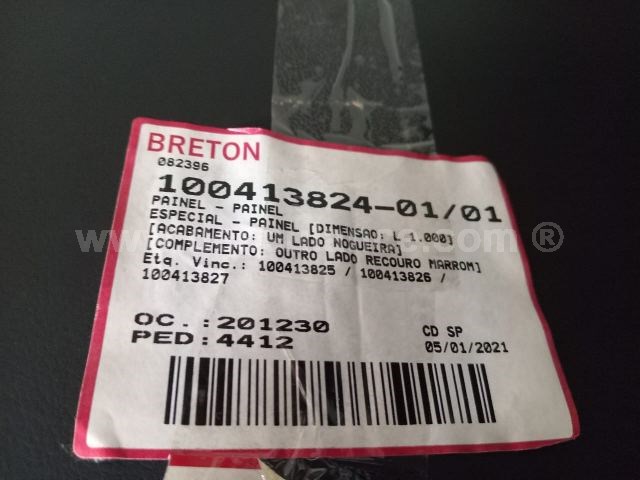 BRETON
082396
100413824-01/01
PAINEL - PAINEL
ESPECIAL - PAINEL [DIMENSAO: L 1.000]
[ACABAMENTO: UM LADO NOGUEIRA]
[COMPLEMENTO: OUTRO LADO RECOURO MARROM]
Etq. Vinc.: 100413825 / 100413826 /
100413827
OC.:201230
CD SP
PED:4412
05/01/2021